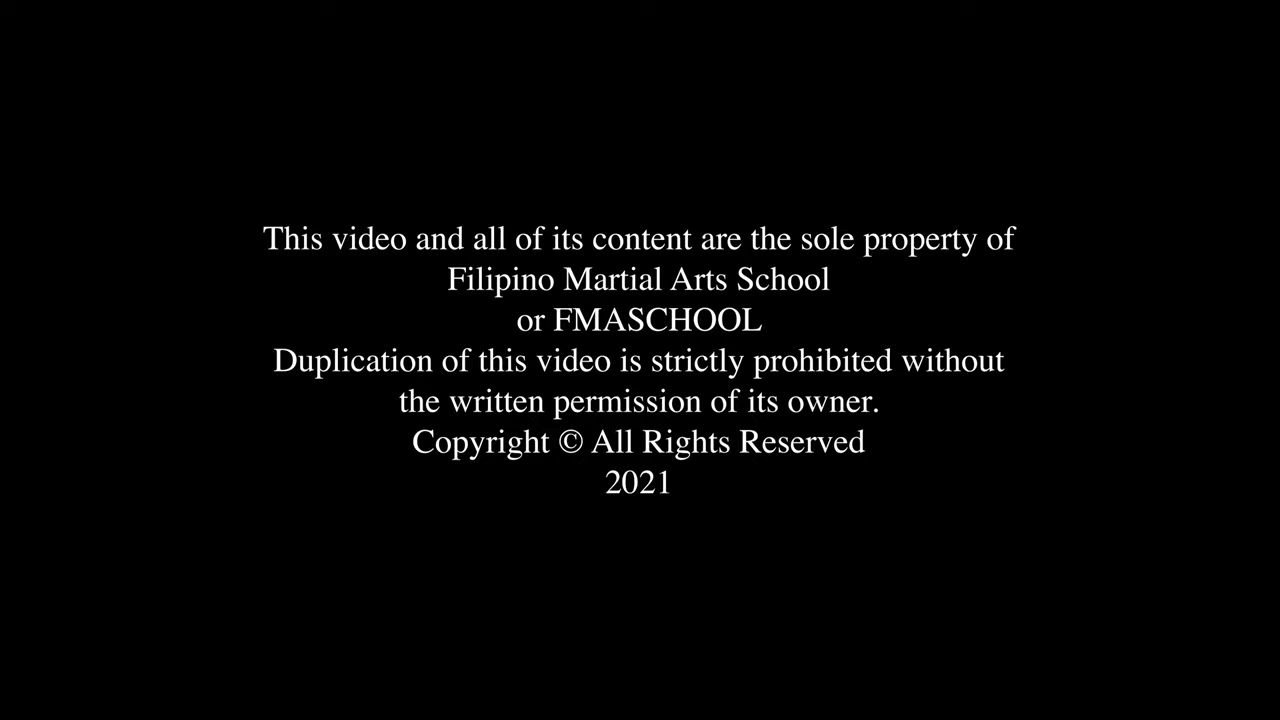 This video and all of its content are the sole property of
Filipino Martial Arts School
or FMASCHOOL
Duplication of this video is strictly prohibited without
the written permission of its owner.
Copyright © All Rights Reserved
2021